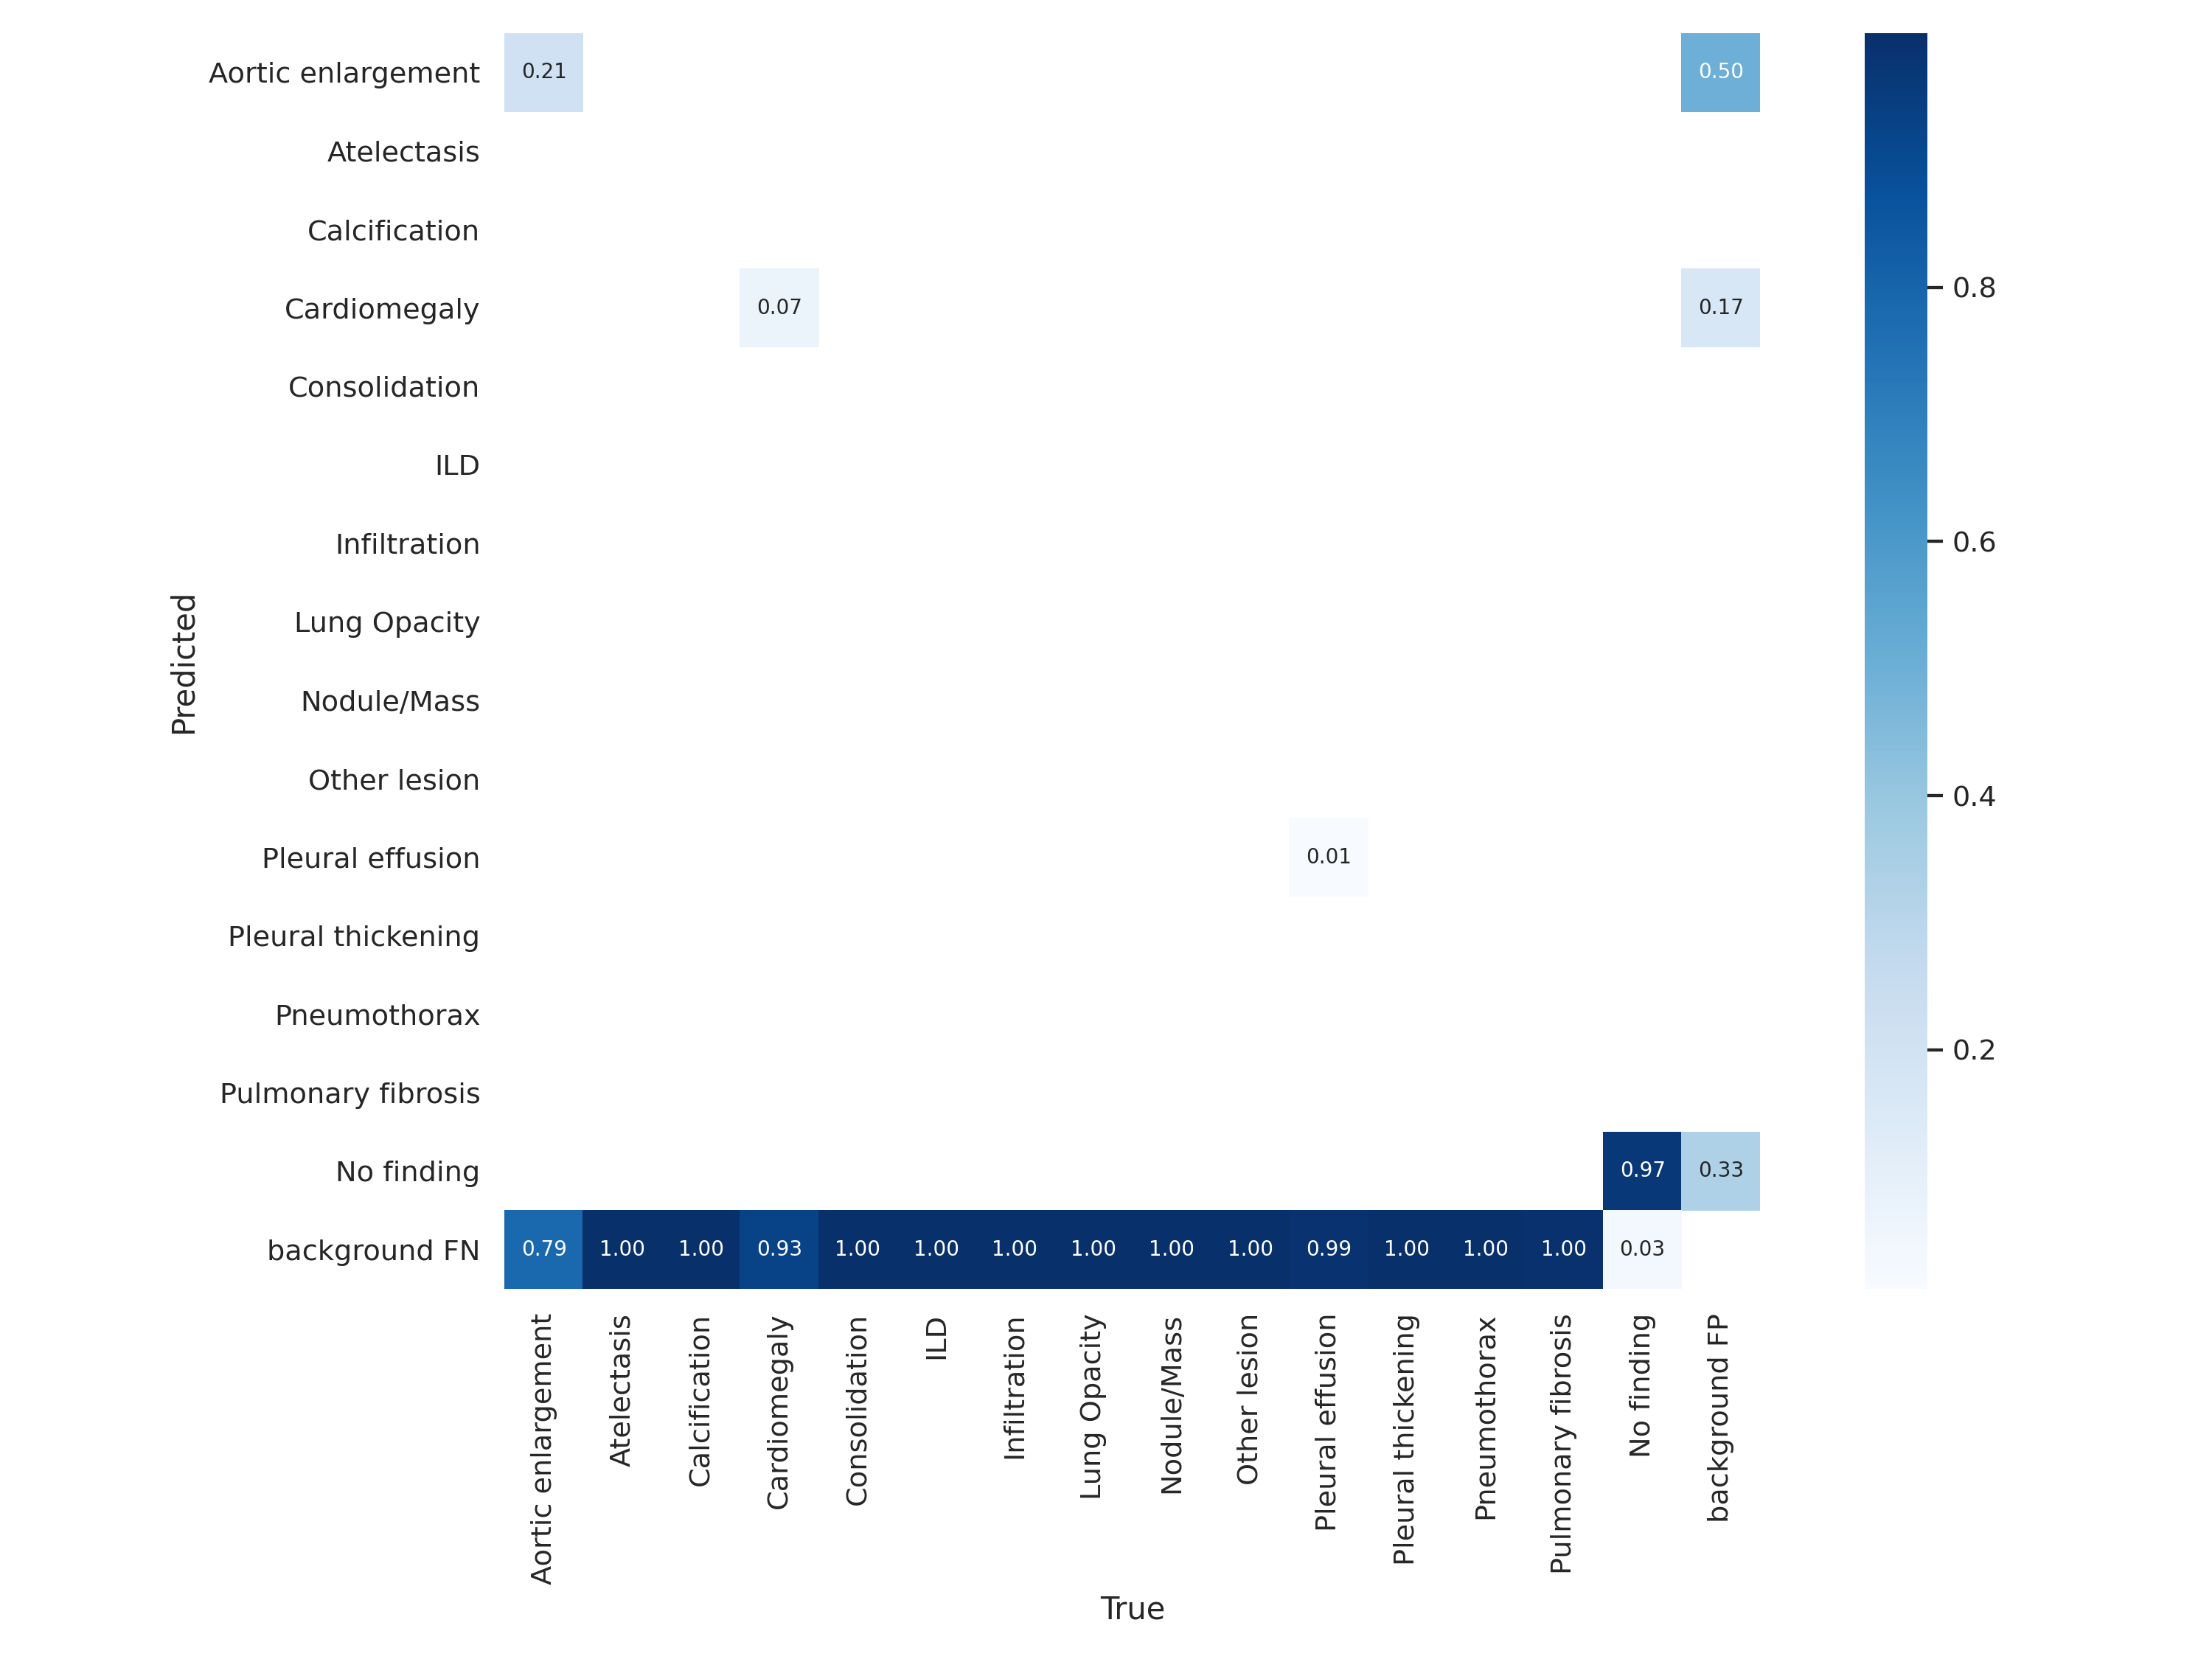 Aortic enlargement 0.21 0.50
Atelectasis
Calcification
Cardiomegaly 0.07 0.17
0.8
Consolidation
ILD
Infiltration
0.6
Lung Opacity
Predicted
Nodule/Mass
Other lesion
0.4
Pleural effusion 0.01
Pleural thickening
Pneumothorax
0.2
Pulmonary fibrosis
No finding 0.97 0.33
background FN 0.79 1.00 1.00 0.93 1.00 1.00 1.00 1.00 1.00 1.00 0.99 1.00 1.00 1.00 0.03
Aortic enlargement
Atelectasis
Calcification
Cardiomegaly
Consolidation
ILD
Infiltration
Lung Opacity
Nodule/Mass
Other lesion
Pleural effusion
Pleural thickening
Pneumothorax
Pulmonary fibrosis
No finding
background FP
True